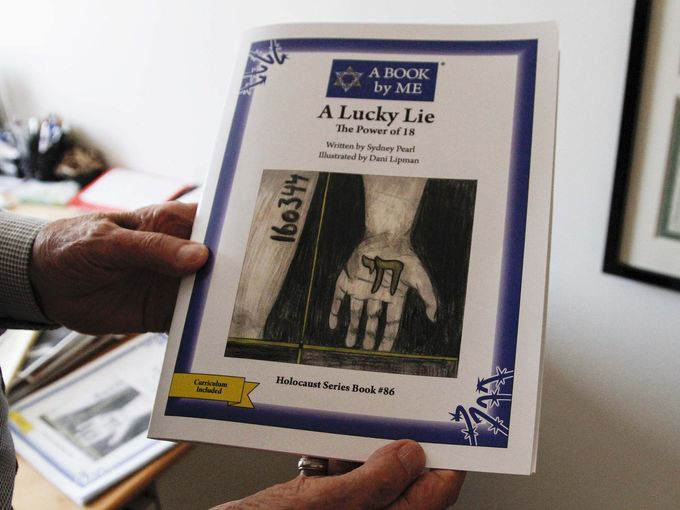 A BOOK
by ME
A Lucky Lie
The Power of 18
Written by Sydney Pearl
Illustrated by Dani Lipman
160344
חי
Curriculum
Included
Holocaust Series Book #86